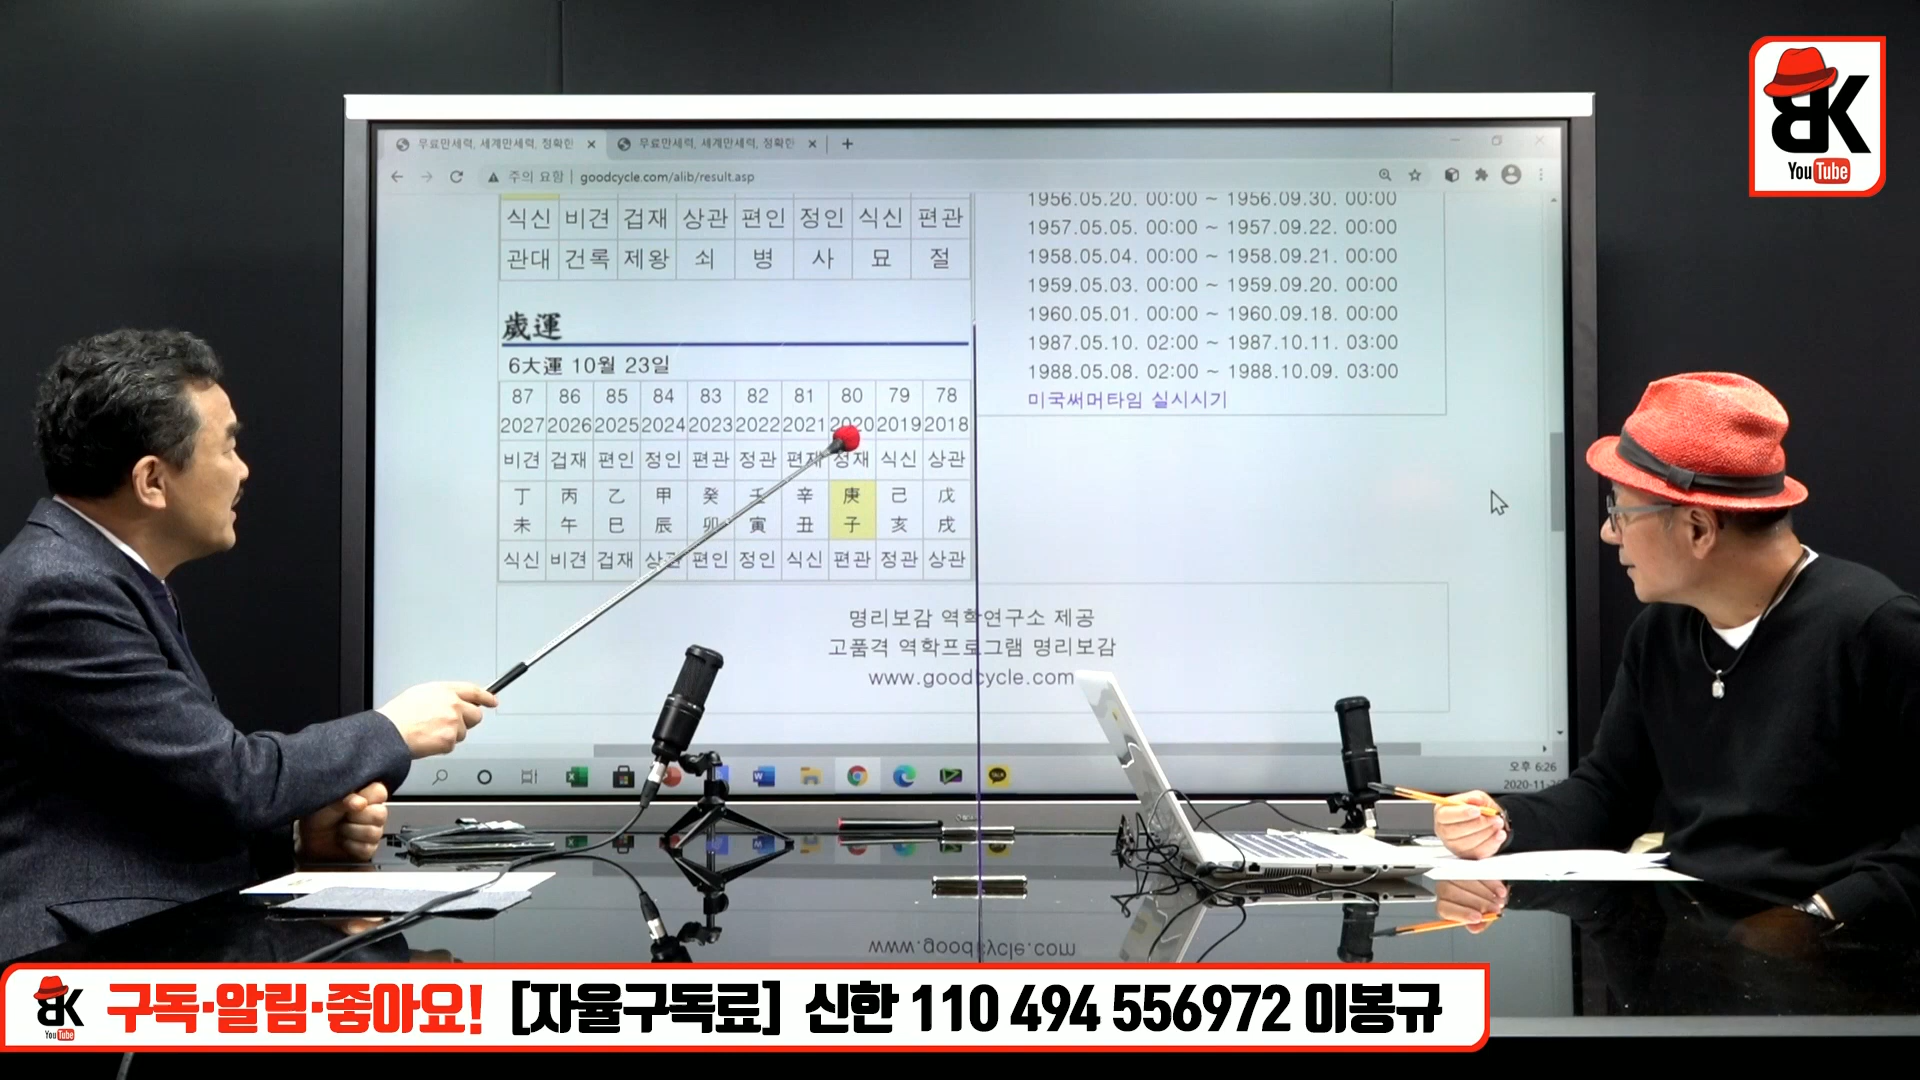 BK
YouTube
무료만세력, 세계만세력, 정확한
무료만세력, 세계만세력, 정확한
주의 요함 | goodcycle.com/alib/result.asp
식신 비견 겁재 상관 편인 정인 식신 편관
관대 건록 제왕 쇠 병 사 묘 절
歲運
6大運 10월 23일
87 86 85 84 83 82 81 80 79 78
2027 2026 2025 2024 2023 2022 2021 2020 2019 2018
비견 겁재 편인 정인 편관 정관 편재 정재 식신 상관
丁 丙 乙 甲 癸 壬 辛 庚 己 戊
未 午 巳 辰 卯 寅 丑 子 亥 戌
식신 비견 겁재 상관 편인 정인 식신 편관 정관 상관
1956.05.20. 00:00 ~ 1956.09.30. 00:00
1957.05.05. 00:00 ~ 1957.09.22. 00:00
1958.05.04. 00:00 ~ 1958.09.21. 00:00
1959.05.03. 00:00 ~ 1959.09.20. 00:00
1960.05.01. 00:00 ~ 1960.09.18. 00:00
1987.05.10. 02:00 ~ 1987.10.11. 03:00
1988.05.08. 02:00 ~ 1988.10.09. 03:00
미국써머타임 실시시기
명리보감 역학연구소 제공
고품격 역학프로그램 명리보감
www.goodcycle.com
TALK
오후 6:26
BK YouTube 구독·알림·좋아요! [자율구독료] 신한 110 494 556972 이봉규